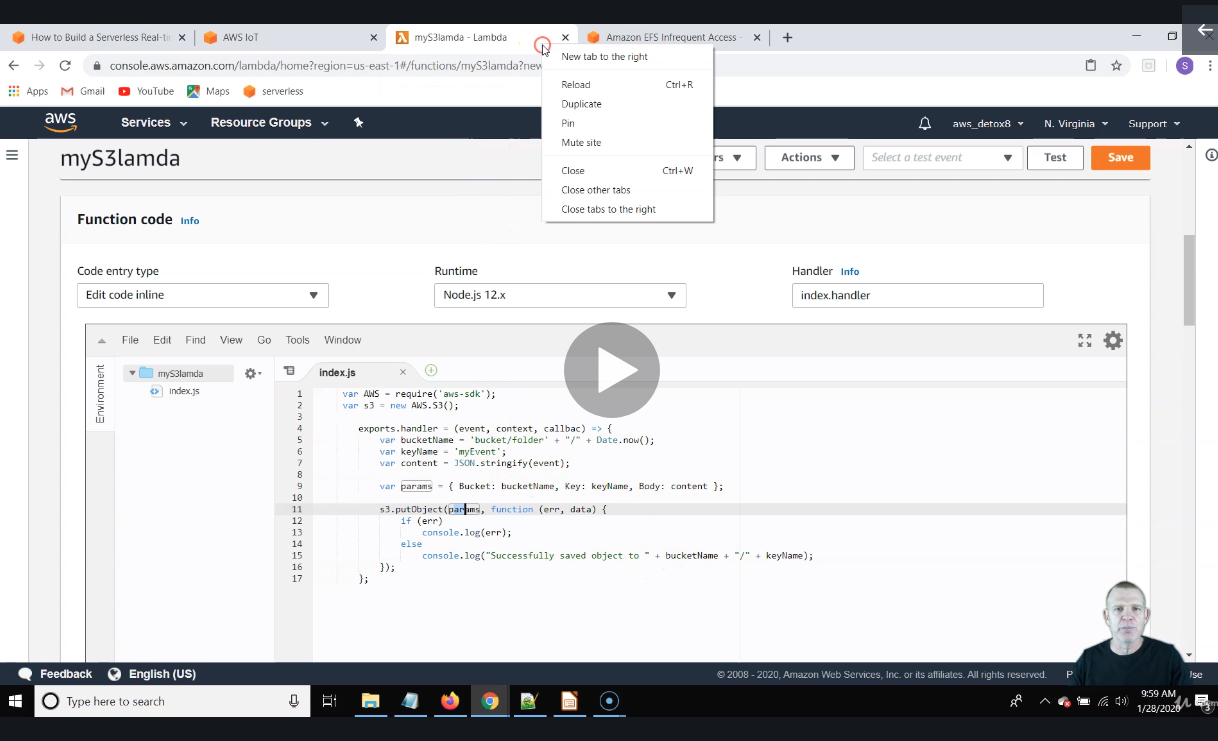 How to Build a Serverless Real-ti
AWS IoT
myS3lamda - Lambda
Amazon EFS Infrequent Access -
console.aws.amazon.com/lambda/home?region=us-east-1#/functions/myS3lamda?new
S
Apps
Gmail
YouTube
Maps
serverless
New tab to the right
Reload Ctrl+R
Duplicate
Pin
Mute site
Close Ctrl+W
Close other tabs
Close tabs to the right
aws
Services
Resource Groups
aws_detox8
N. Virginia
Support
myS3lamda
rs
Actions
Select a test event
Test
Save
Function code Info
Code entry type
Runtime
Handler Info
Edit code inline
Node.js 12.x
index.handler
File Edit Find View Go Tools Window
Environment
myS3lamda
index.js
index.js
1 var AWS = require('aws-sdk');
2 var s3 = new AWS.S3();
3
4 exports.handler = (event, context, callbac) => {
5 var bucketName = 'bucket/folder' + "/" + Date.now();
6 var keyName = 'myEvent';
7 var content = JSON.stringify(event);
8
9 var params = { Bucket: bucketName, Key: keyName, Body: content };
10
11 s3.putObject(params, function (err, data) {
12 if (err)
13 console.log(err);
14 else
15 console.log("Successfully saved object to " + bucketName + "/" + keyName);
16 });
17 };
Feedback
English (US)
© 2008 - 2020, Amazon Web Services, Inc. or its affiliates. All rights reserved.
Type here to search
9:59 AM
1/28/2020